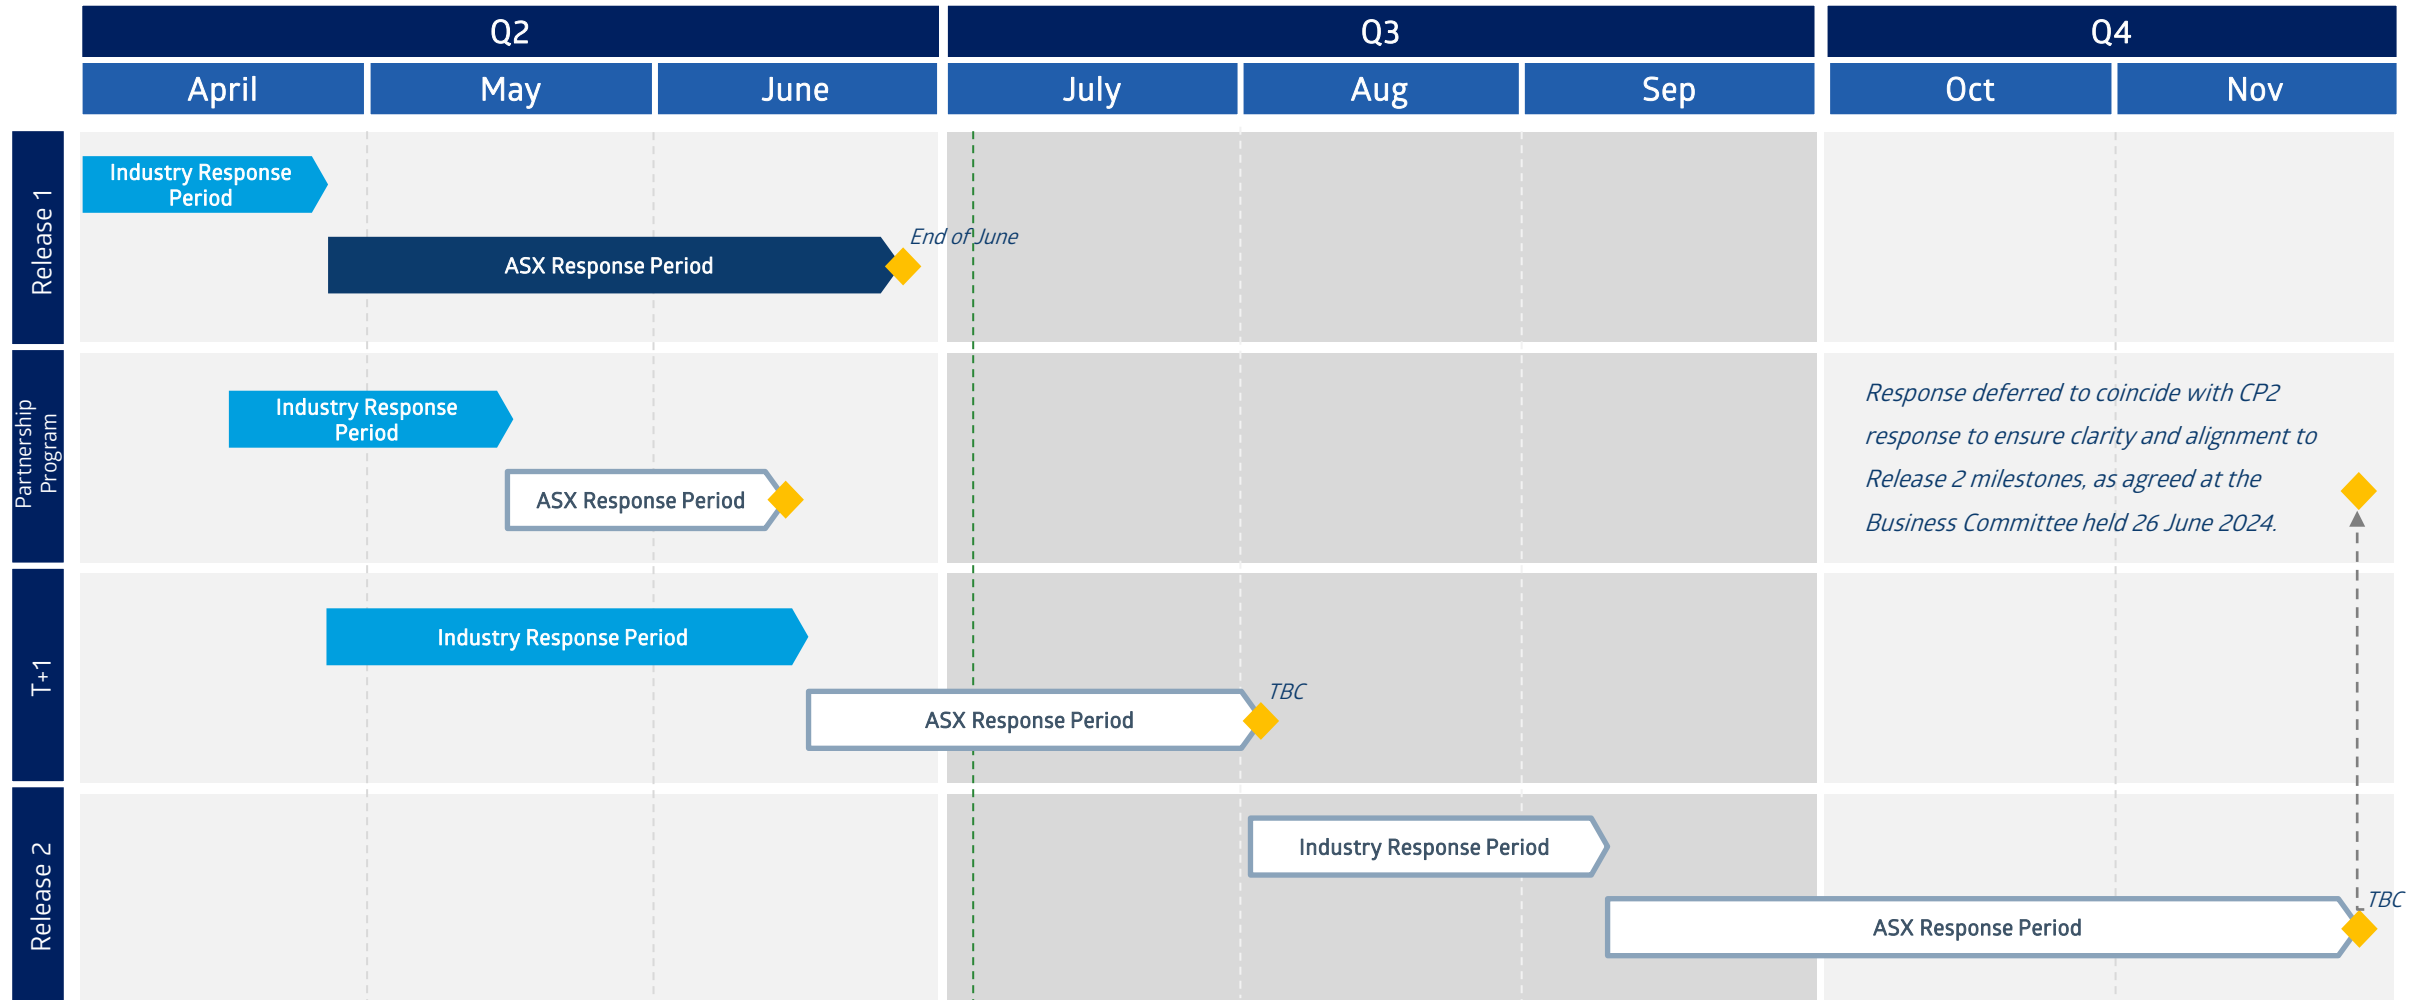 Q2
Q3
Q4
April
May
June
July
Aug
Sep
Oct
Nov
Release 1
Industry Response
Period
ASX Response Period
End of June
Partnership
Program
Industry Response
Period
ASX Response Period
Response deferred to coincide with CP2
response to ensure clarity and alignment to
Release 2 milestones, as agreed at the
Business Committee held 26 June 2024.
T+1
Industry Response Period
ASX Response Period
TBC
Release 2
Industry Response Period
ASX Response Period
TBC